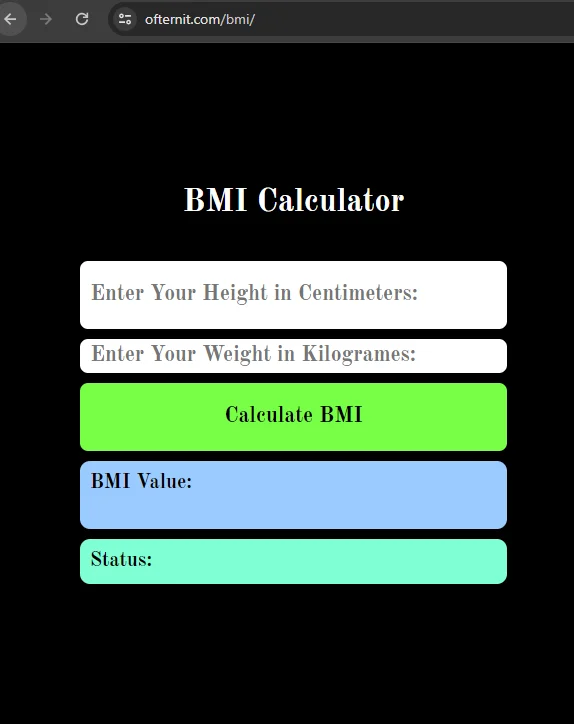 ofternit.com/bmi/
BMI Calculator
Enter Your Height in Centimeters:
Enter Your Weight in Kilogrames:
Calculate BMI
BMI Value:
Status: